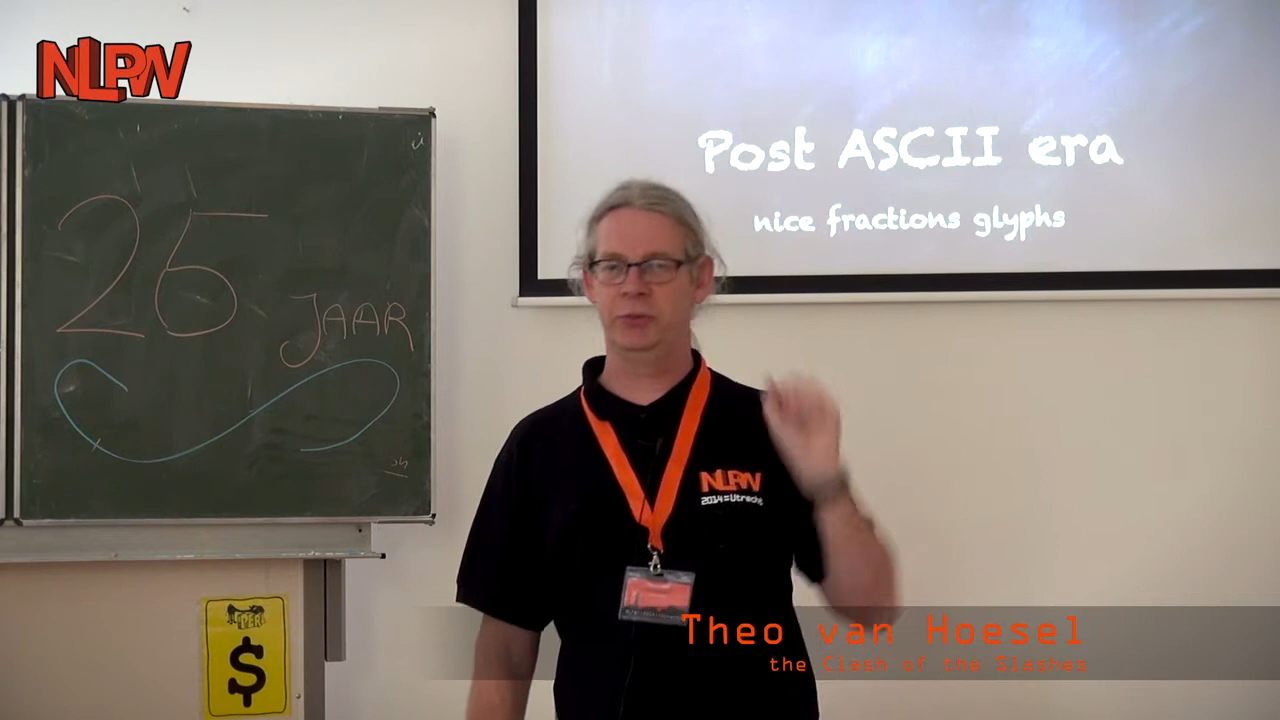 NLPW
Post ASCII era
nice fractions glyphs
25
JAAR
NLPW
2014::Utrecht
$
Theo van Hoesel
the Clash of the Slashes